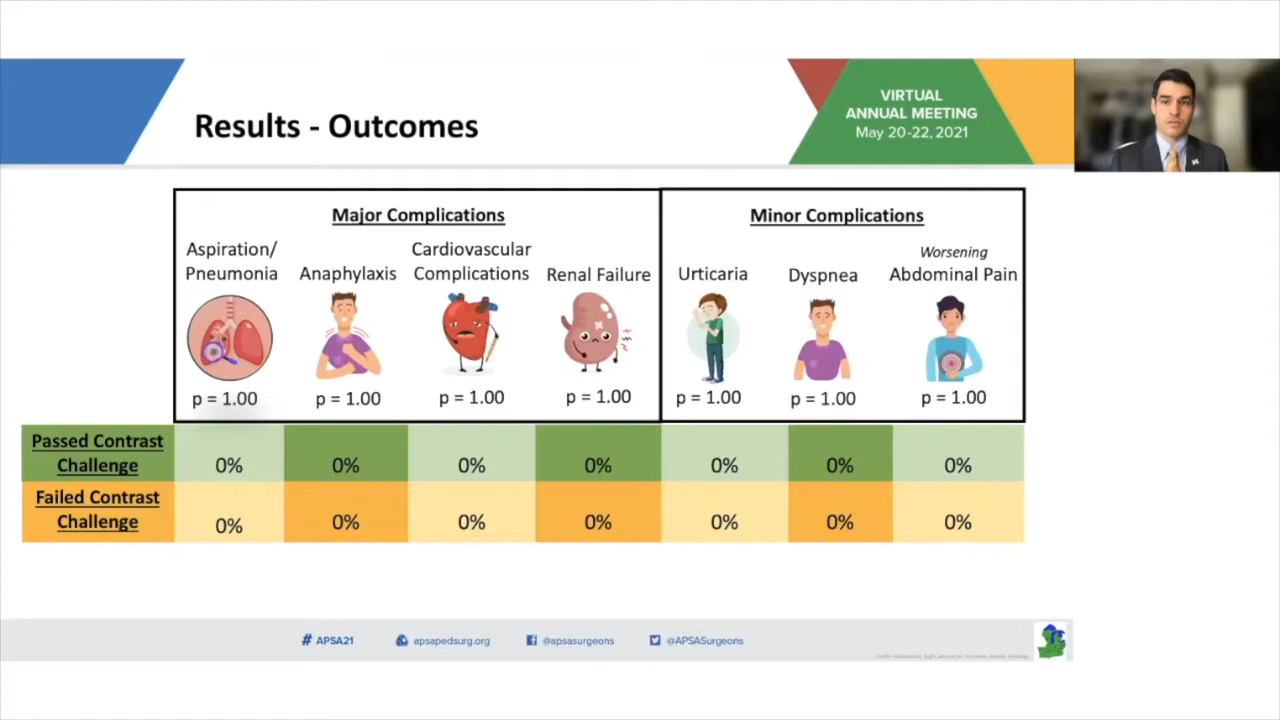 Results - Outcomes
VIRTUAL
ANNUAL MEETING
May 20-22, 2021
Major Complications
Minor Complications
Aspiration/
Pneumonia
Anaphylaxis
Cardiovascular
Complications
Renal Failure
Urticaria
Dyspnea
Worsening
Abdominal Pain
p = 1.00
p = 1.00
p = 1.00
p = 1.00
p = 1.00
p = 1.00
p = 1.00
Passed Contrast
Challenge
0%
0%
0%
0%
0%
0%
0%
Failed Contrast
Challenge
0%
0%
0%
0%
0%
0%
0%
# APSA21
apsapedsurg.org
@apsasurgeons
@APSASurgeons